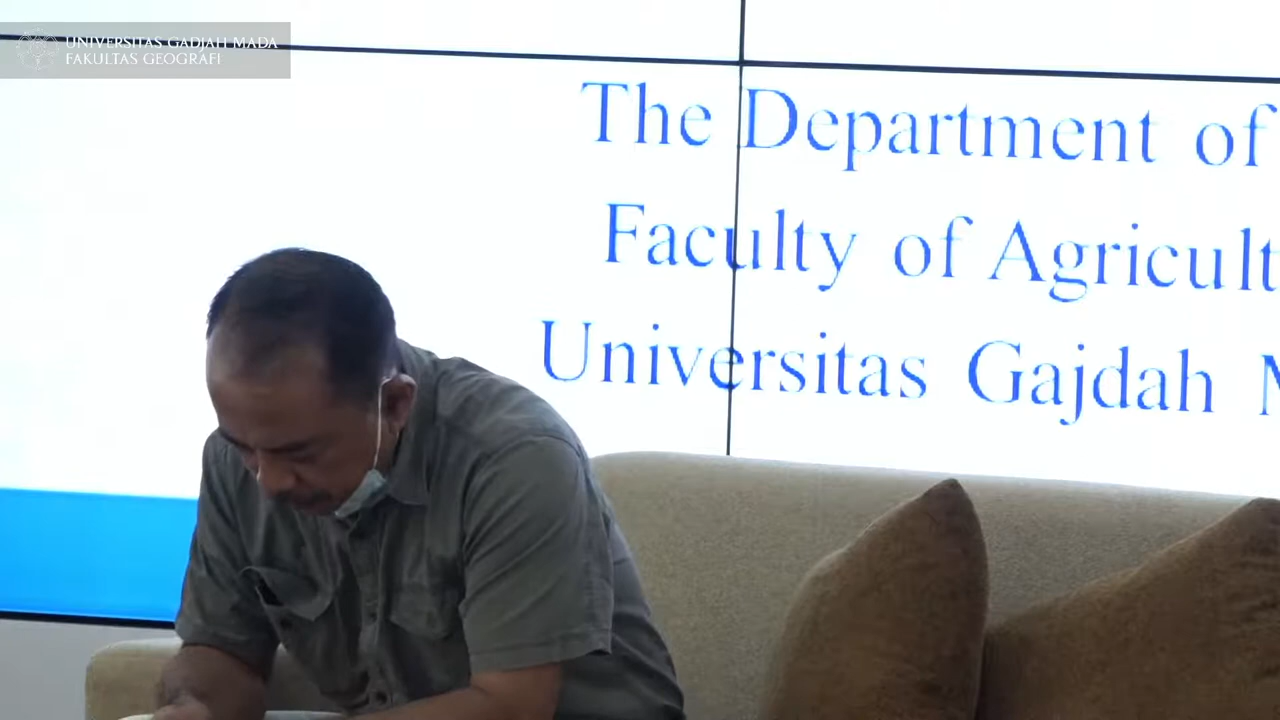 UNIVERSITAS GADJAH MADA
FAKULTAS GEOGRAFI
The Department of
Faculty of Agricult
Universitas Gajdah